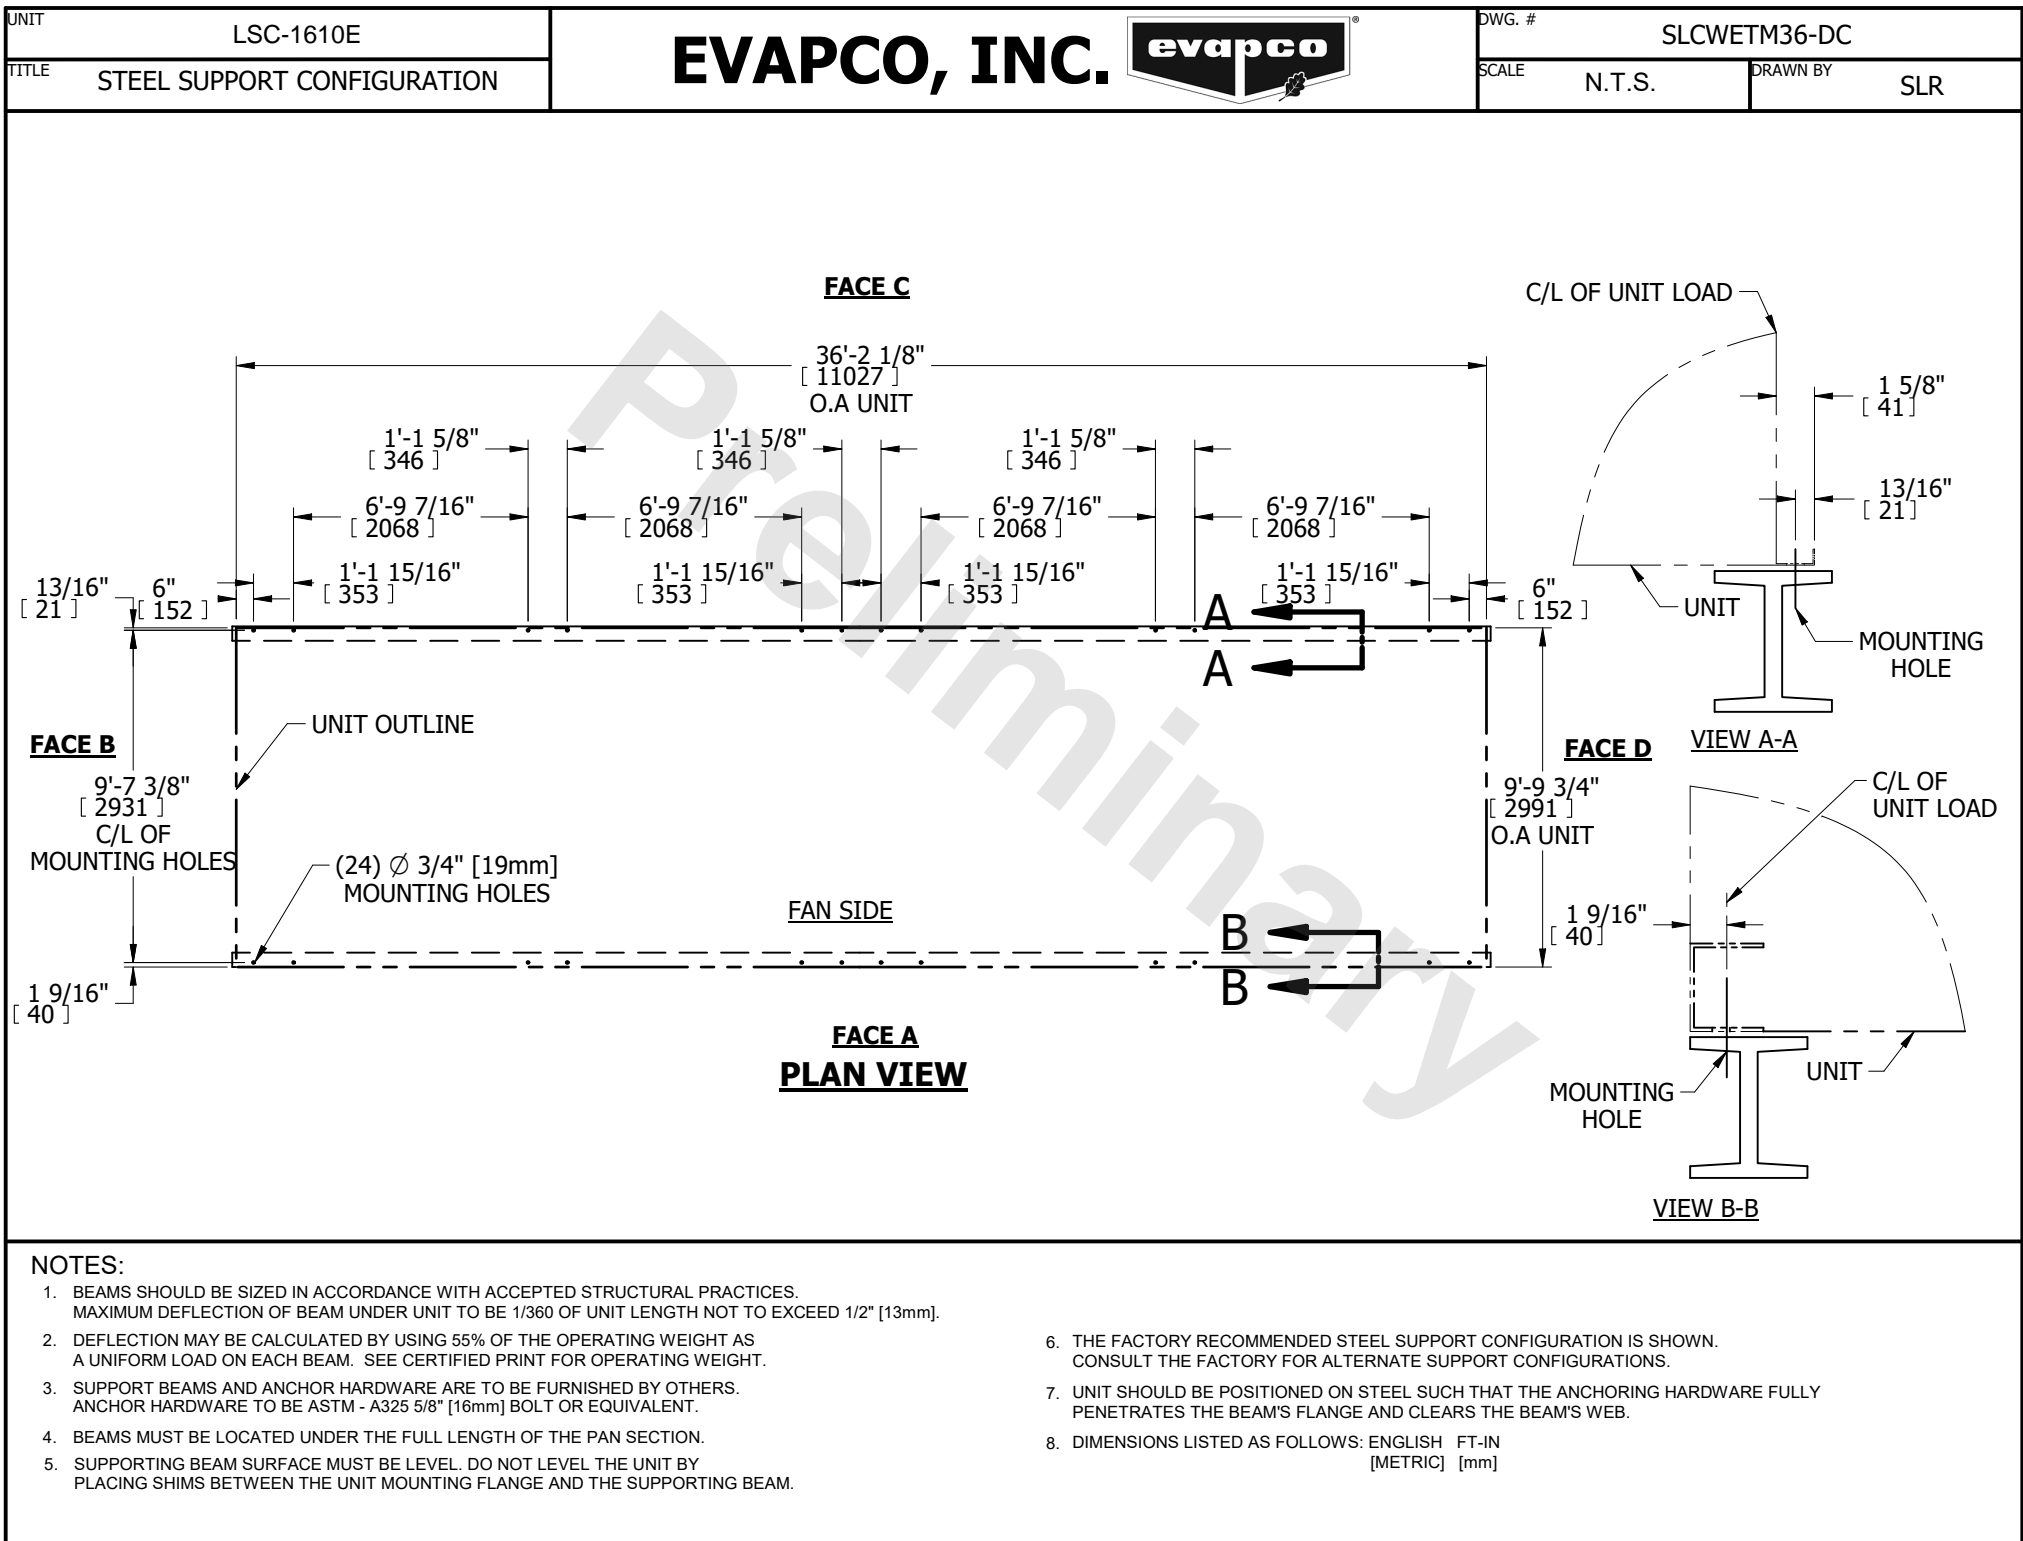 UNIT
LSC-1610E
TITLE
STEEL SUPPORT CONFIGURATION
EVAPCO, INC.
evapco
®
DWG. #
SLCWETM36-DC
SCALE
N.T.S.
DRAWN BY
SLR
FACE C
36'-2 1/8"
[ 11027 ]
O.A UNIT
1'-1 5/8"
[ 346 ]
1'-1 5/8"
[ 346 ]
1'-1 5/8"
[ 346 ]
6'-9 7/16"
[ 2068 ]
6'-9 7/16"
[ 2068 ]
6'-9 7/16"
[ 2068 ]
6'-9 7/16"
[ 2068 ]
13/16"
[ 21 ]
6"
[ 152 ]
1'-1 15/16"
[ 353 ]
1'-1 15/16"
[ 353 ]
1'-1 15/16"
[ 353 ]
1'-1 15/16"
[ 353 ]
6"
[ 152 ]
A
A
UNIT OUTLINE
FACE B
9'-7 3/8"
[ 2931 ]
C/L OF
MOUNTING HOLES
(24) Ø 3/4" [19mm]
MOUNTING HOLES
FAN SIDE
B
B
1 9/16"
[ 40 ]
FACE D
9'-9 3/4"
[ 2991 ]
O.A UNIT
FACE A
PLAN VIEW
Preliminary
C/L OF UNIT LOAD
1 5/8"
[ 41 ]
13/16"
[ 21 ]
UNIT
MOUNTING
HOLE
VIEW A-A
C/L OF
UNIT LOAD
1 9/16"
[ 40 ]
UNIT
MOUNTING
HOLE
VIEW B-B
NOTES:
1. BEAMS SHOULD BE SIZED IN ACCORDANCE WITH ACCEPTED STRUCTURAL PRACTICES.
MAXIMUM DEFLECTION OF BEAM UNDER UNIT TO BE 1/360 OF UNIT LENGTH NOT TO EXCEED 1/2" [13mm].
2. DEFLECTION MAY BE CALCULATED BY USING 55% OF THE OPERATING WEIGHT AS
A UNIFORM LOAD ON EACH BEAM. SEE CERTIFIED PRINT FOR OPERATING WEIGHT.
3. SUPPORT BEAMS AND ANCHOR HARDWARE ARE TO BE FURNISHED BY OTHERS.
ANCHOR HARDWARE TO BE ASTM - A325 5/8" [16mm] BOLT OR EQUIVALENT.
4. BEAMS MUST BE LOCATED UNDER THE FULL LENGTH OF THE PAN SECTION.
5. SUPPORTING BEAM SURFACE MUST BE LEVEL. DO NOT LEVEL THE UNIT BY
PLACING SHIMS BETWEEN THE UNIT MOUNTING FLANGE AND THE SUPPORTING BEAM.
6. THE FACTORY RECOMMENDED STEEL SUPPORT CONFIGURATION IS SHOWN.
CONSULT THE FACTORY FOR ALTERNATE SUPPORT CONFIGURATIONS.
7. UNIT SHOULD BE POSITIONED ON STEEL SUCH THAT THE ANCHORING HARDWARE FULLY
PENETRATES THE BEAM'S FLANGE AND CLEARS THE BEAM'S WEB.
8. DIMENSIONS LISTED AS FOLLOWS: ENGLISH FT-IN
[METRIC] [mm]